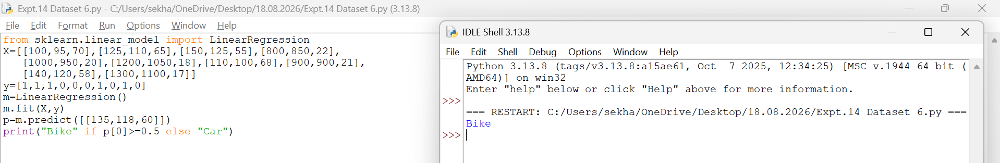 Expt.14 Dataset 6.py - C:/Users/sekha/OneDrive/Desktop/18.08.2026/Expt.14 Dataset 6.py (3.13.8)
File Edit Format Run Options Window Help
from sklearn.linear_model import LinearRegression
X=[[100,95,70],[125,110,65],[150,125,55],[800,850,22],
[1000,950,20],[1200,1050,18],[110,100,68],[900,900,21],
[140,120,58],[1300,1100,17]]
y=[1,1,1,0,0,0,1,0,1,0]
m=LinearRegression()
m.fit(X,y)
p=m.predict([[135,118,60]])
print("Bike" if p[0]>=0.5 else "Car")
IDLE Shell 3.13.8
File Edit Shell Debug Options Window Help
Python 3.13.8 (tags/v3.13.8:a15ae61, Oct  7 2025, 12:34:25) [MSC v.1944 64 bit (
AMD64)] on win32
Enter "help" below or click "Help" above for more information.
>>>
=== RESTART: C:/Users/sekha/OneDrive/Desktop/18.08.2026/Expt.14 Dataset 6.py ===
Bike
>>>